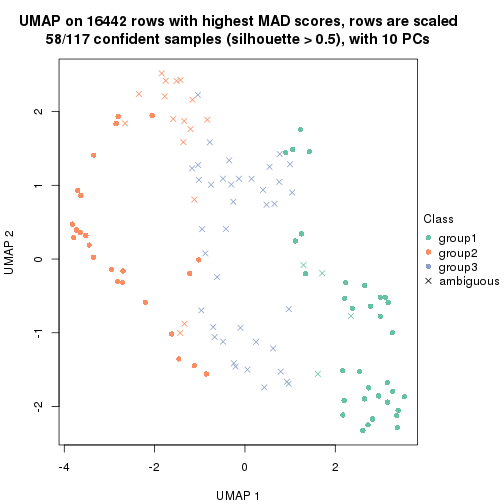 UMAP on 16442 rows with highest MAD scores, rows are scaled
58/117 confident samples (silhouette > 0.5), with 10 PCs
2
1
0
-1
-2
UMAP 2
-4
-2
0
2
UMAP 1
Class
group1
group2
group3
ambiguous